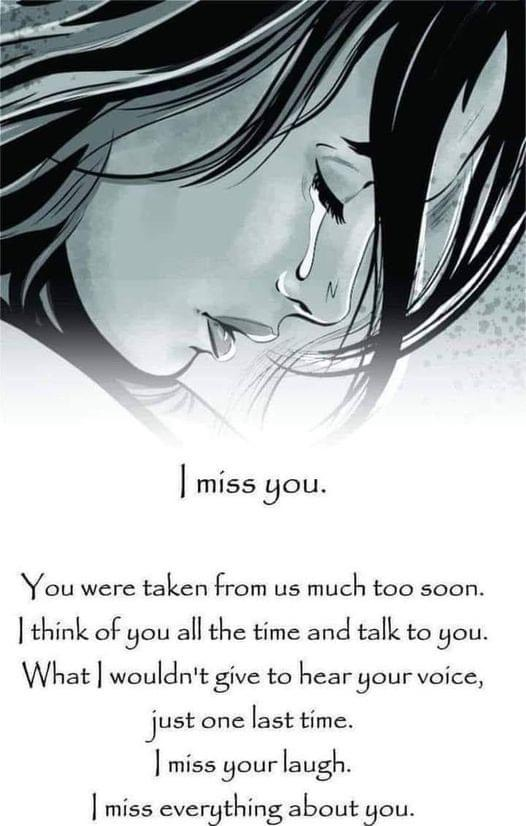 I miss you.
You were taken from us much too soon.
I think of you all the time and talk to you.
What I wouldn't give to hear your voice,
just one last time.
I miss your laugh.
I miss everything about you.